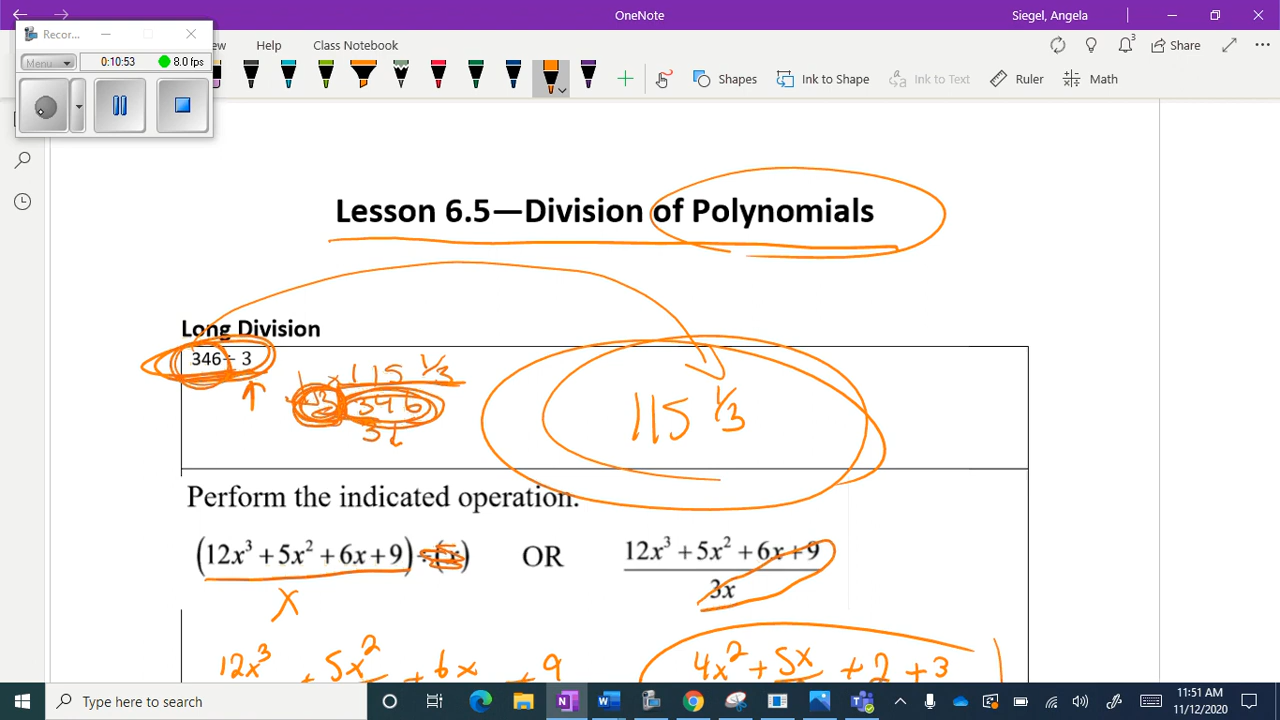 OneNote
Siegel, Angela
Recor...
ew Help Class Notebook
3
Share
Menu
0:10:53 8.0 fps
Shapes
Ink to Shape
Ink to Text
Ruler
Math
Lesson 6.5—Division of Polynomials
Long Division
346÷ 3
115 1/3
3 346
3
115 1/3
Perform the indicated operation.
(12x³ + 5x² + 6x + 9) ÷ (x) OR 12x³ + 5x² + 6x + 9
3x
x
12x³ + 5x² + 6x + 9
4x² + 5x + 2 + 3
Type here to search
11:51 AM
11/12/2020